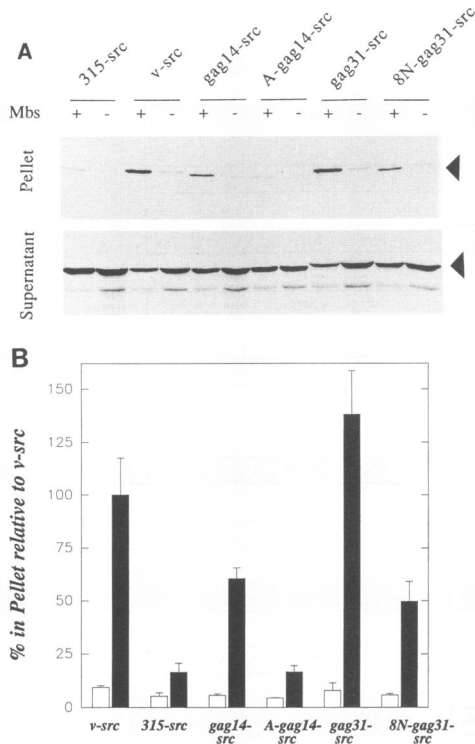 A
315-src v-src gag14-src A-gag14-src gag31-src 8N-gag31-src
Mbs + - + - + - + - + - + -
Pellet
Supernatant
B
% in Pellet relative to v-src
150
125
100
75
50
25
0
v-src 315-src gag14-src A-gag14-src gag31-src 8N-gag31-src